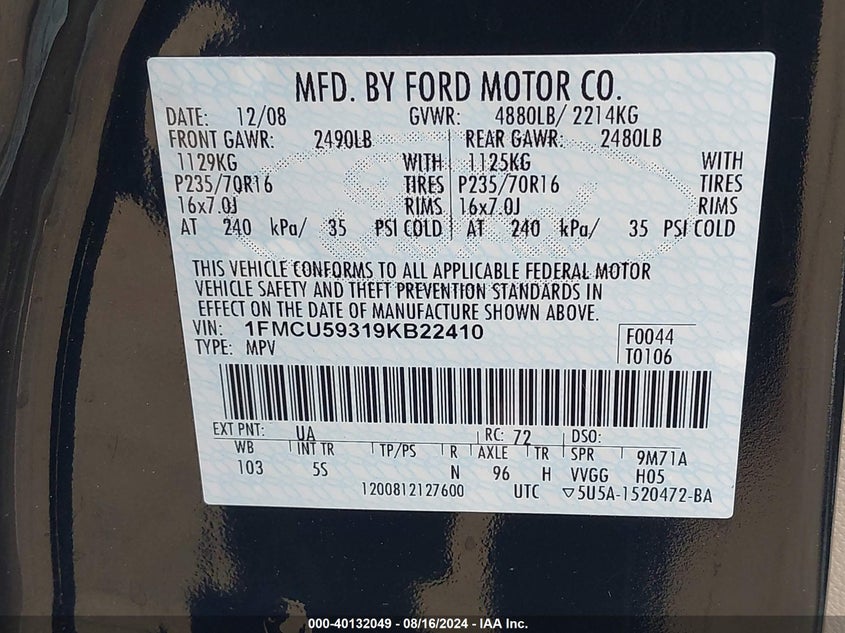 MFD. BY FORD MOTOR CO.
DATE: 12/08 GVWR: 4880LB/ 2214KG
FRONT GAWR: 2490LB REAR GAWR: 2480LB
1129KG WITH 1125KG WITH
P235/70R16 TIRES P235/70R16 TIRES
16x7.0J RIMS 16x7.0J RIMS
AT 240 kPa/ 35 PSI COLD AT 240 kPa/ 35 PSI COLD
THIS VEHICLE CONFORMS TO ALL APPLICABLE FEDERAL MOTOR
VEHICLE SAFETY AND THEFT PREVENTION STANDARDS IN
EFFECT ON THE DATE OF MANUFACTURE SHOWN ABOVE.
VIN: 1FMCU59319KB22410 F0044
TYPE: MPV T0106
EXT PNT: UA RC: 72 DSO:
WB INT TR TP/PS R AXLE TR SPR 9M71A
103 5S N 96 H VVGG H05
1200812127600 UTC ▽5U5A-1520472-BA
000-40132049 - 08/16/2024 - IAA Inc.